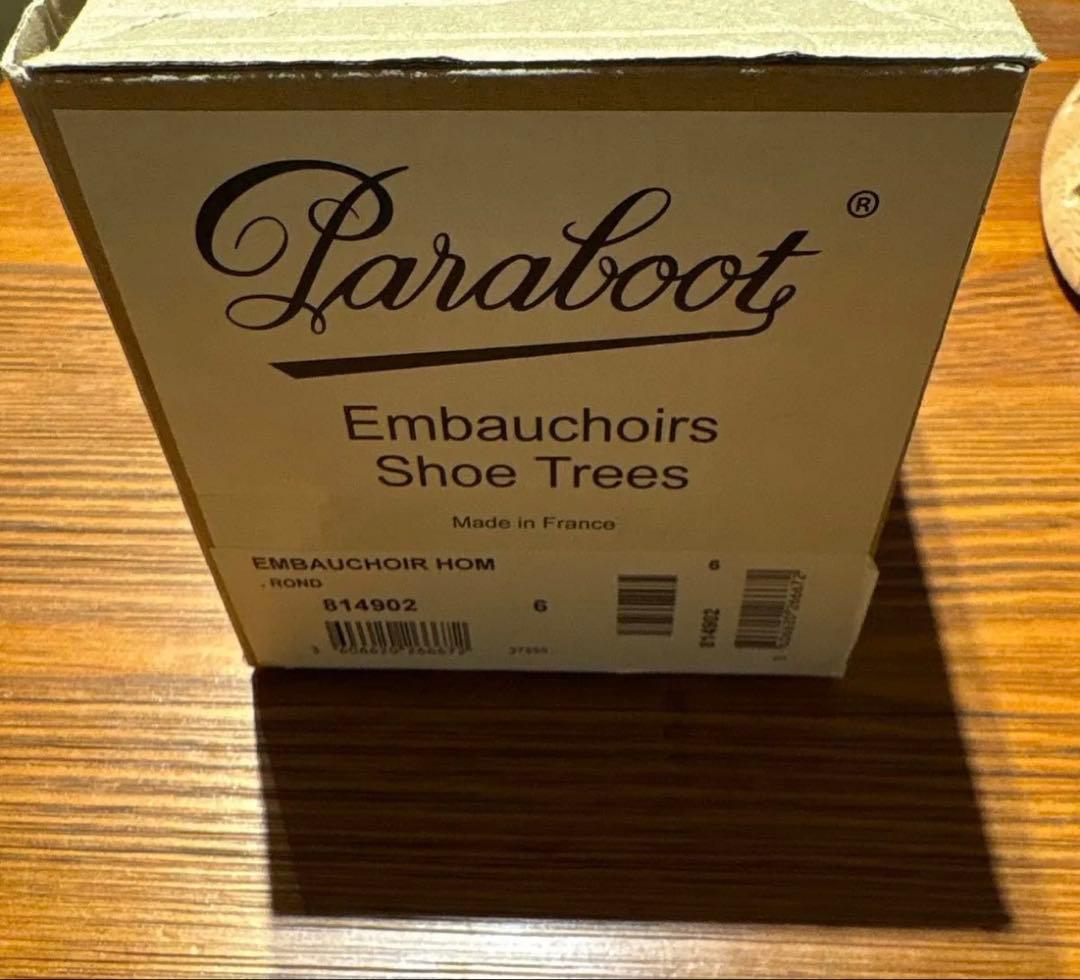 Paraboot ®
Embauchoirs
Shoe Trees
Made in France
EMBAUCHOIR HOM
. ROND
814902 6
6
814902